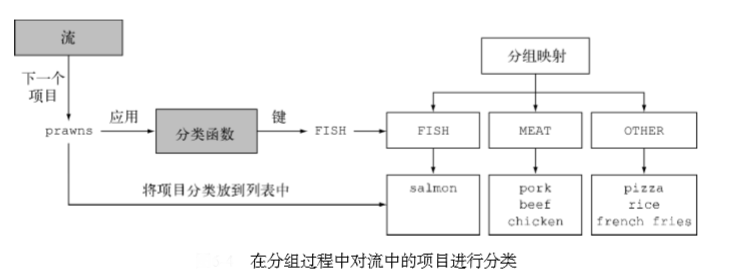 流
下一个
项目
prawns
应用
分类函数
键
FISH
分组映射
FISH
MEAT
OTHER
将项目分类放到列表中
salmon
pork
beef
chicken
pizza
rice
french fries
在分组过程中对流中的项目进行分类